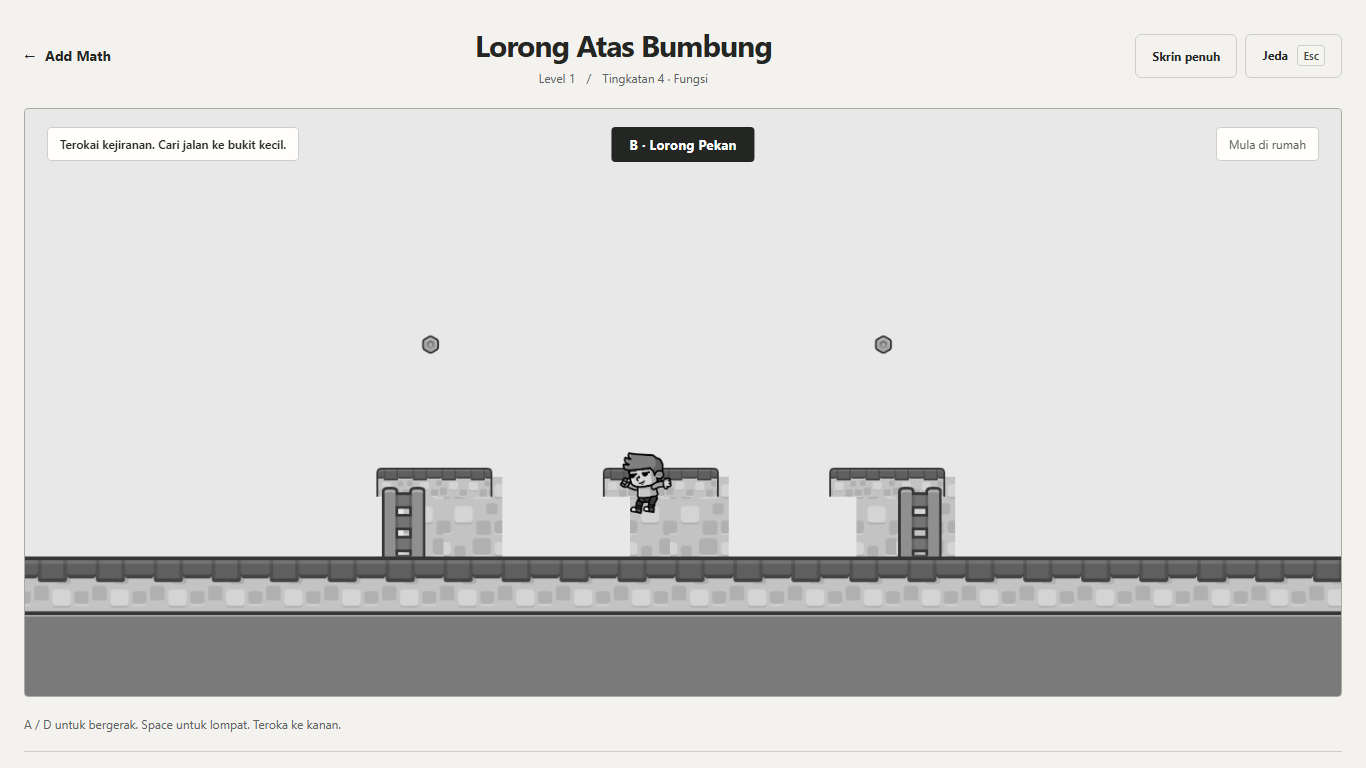 ← Add Math
Lorong Atas Bumbung
Level 1 / Tingkatan 4 · Fungsi
Skrin penuh
Jeda Esc
Terokai kejiranan. Cari jalan ke bukit kecil.
B · Lorong Pekan
Mula di rumah
A / D untuk bergerak. Space untuk lompat. Teroka ke kanan.